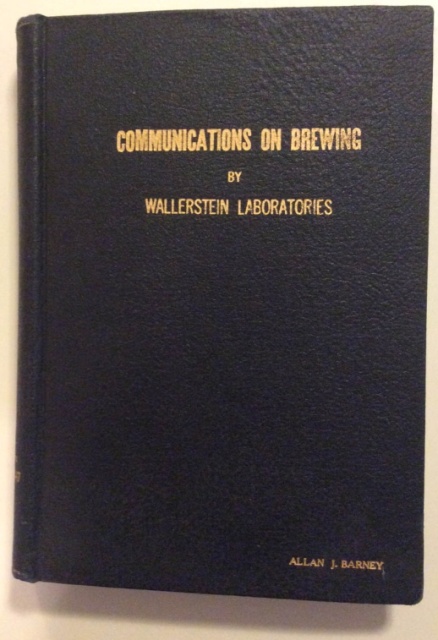 COMMUNICATIONS ON BREWING
BY
WALLERSTEIN LABORATORIES
ALLAN J. BARNEY